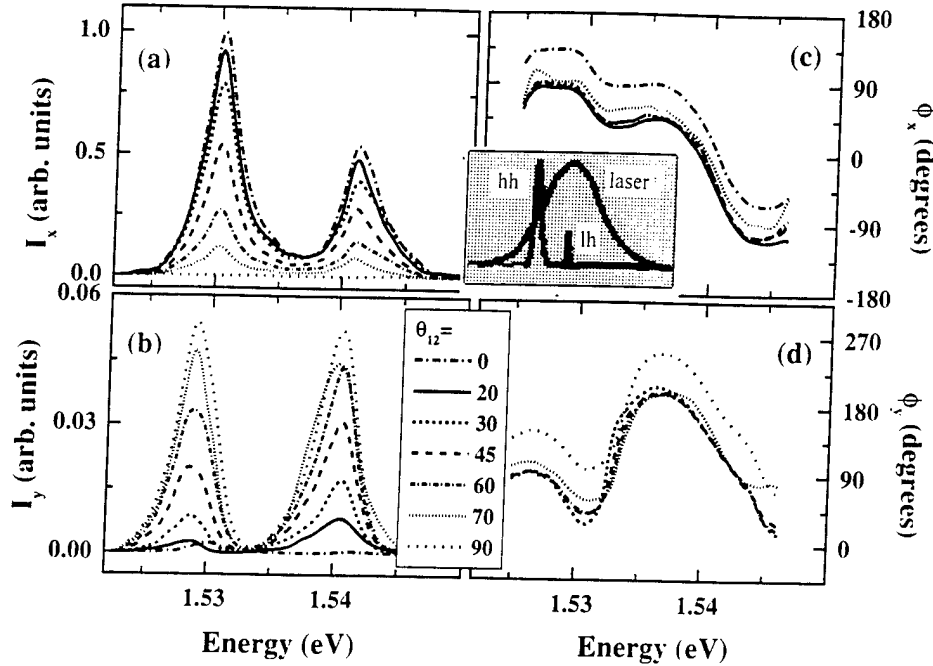 (a)
1.0
0.5
0.0
I_x (arb. units)
(c)
180
90
0
-90
-180
ϕ_x (degrees)
hh
laser
lh
(b)
0.06
0.03
0.00
I_y (arb. units)
θ_12=
0
20
30
45
60
70
90
(d)
270
180
90
0
ϕ_y (degrees)
1.53
1.54
Energy (eV)
1.53
1.54
Energy (eV)